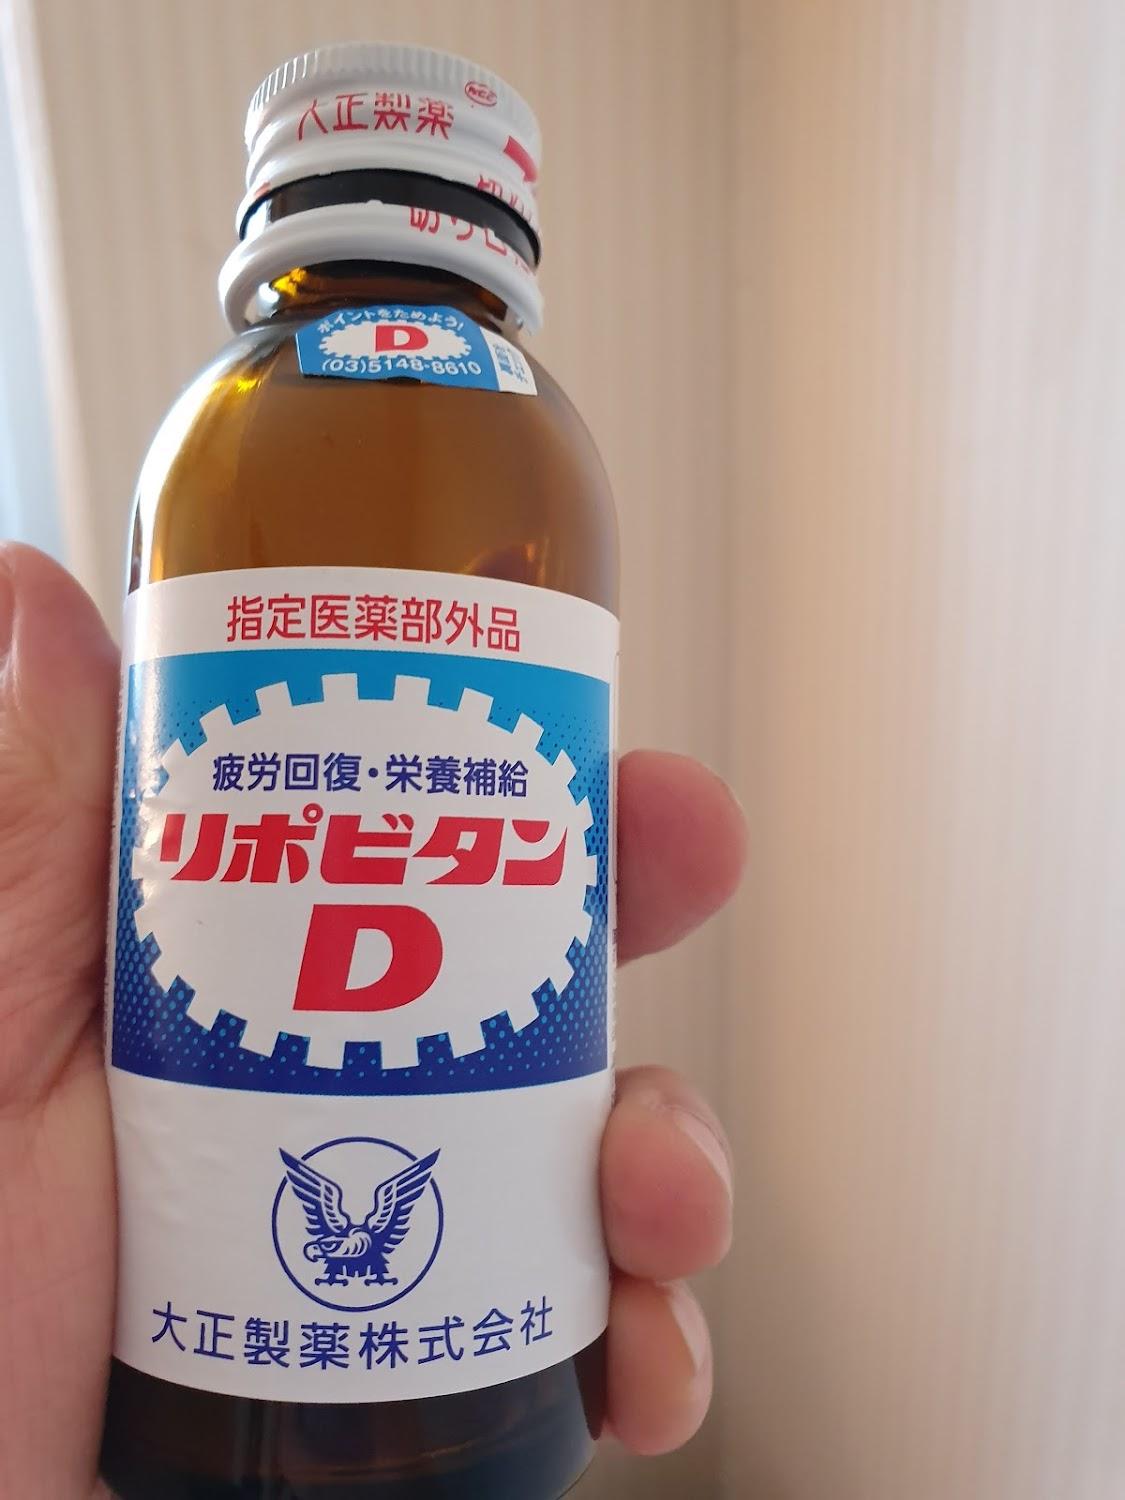 大正製薬
ポイントをためよう!
D
(03)5148-8610
指定医薬部外品
疲労回復・栄養補給
リポビタン
D
大正製薬株式会社